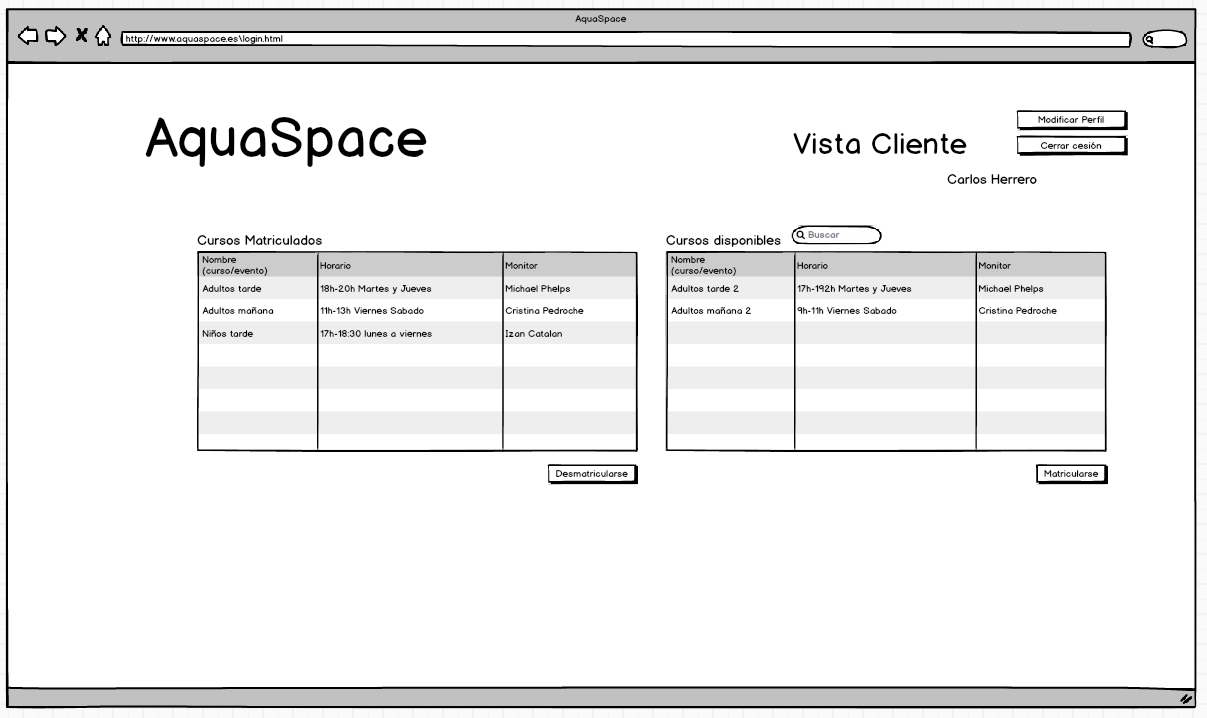 AquaSpace
http://www.aquaspace.es\login.html
AquaSpace
Vista Cliente
Modificar Perfil
Cerrar cesión
Carlos Herrero
Cursos Matriculados
Nombre
(curso/evento)
Horario
Monitor
Adultos tarde
18h-20h Martes y Jueves
Michael Phelps
Adultos mañana
11h-13h Viernes Sabado
Cristina Pedroche
Niños tarde
17h-18:30 lunes a viernes
Izan Catalan
Desmatricularse
Cursos disponibles
Buscar
Nombre
(curso/evento)
Horario
Monitor
Adultos tarde 2
17h-192h Martes y Jueves
Michael Phelps
Adultos mañana 2
9h-11h Viernes Sabado
Cristina Pedroche
Matricularse